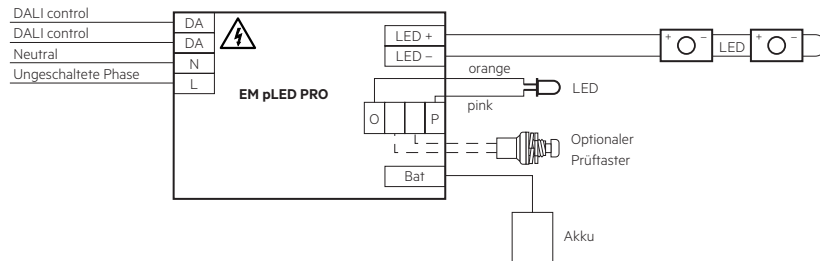 DALI control
DALI control
Neutral
Ungeschaltete Phase
DA
DA
N
L
EM pLED PRO
LED +
LED –
+ – LED + –
orange
pink
LED
O P
Optionaler
Prüftaster
Bat
Akku